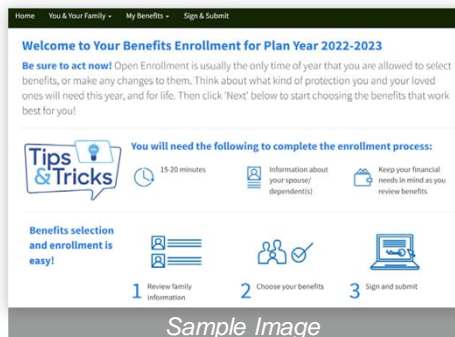 Home You & Your Family My Benefits Sign & Submit
Welcome to Your Benefits Enrollment for Plan Year 2022-2023
Be sure to act now! Open Enrollment is usually the only time of year that you are allowed to select
benefits, or make any changes to them. Think about what kind of protection you and your loved
ones will need this year, and for life. Then click 'Next' below to start choosing the benefits that work
best for you!
Tips
& Tricks
You will need the following to complete the enrollment process:
15-20 minutes
Information about
your spouse/
dependent(s)
Keep your financial
needs in mind as you
review benefits
Benefits selection
and enrollment is
easy!
1 Review family
information
2 Choose your benefits
3 Sign and submit
Sample Image